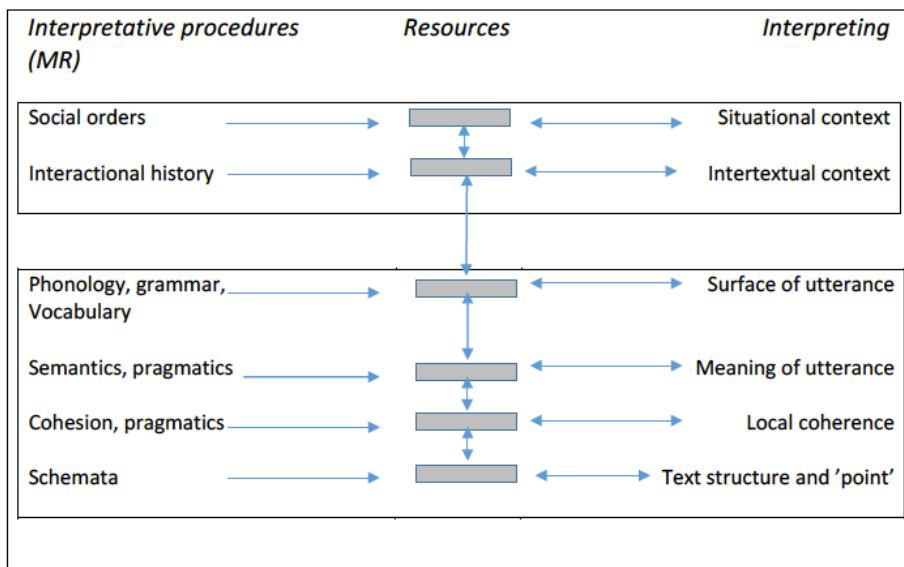 Interpretative procedures Resources Interpreting
(MR)
Social orders Situational context
Interactional history Intertextual context
Phonology, grammar, Surface of utterance
Vocabulary
Semantics, pragmatics Meaning of utterance
Cohesion, pragmatics Local coherence
Schemata Text structure and ’point’